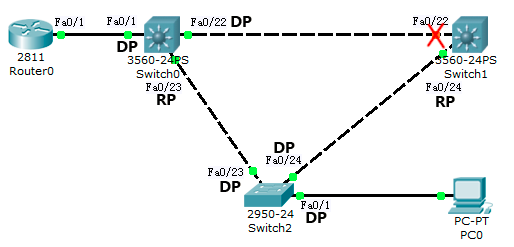 Fa0/1 Fa0/1 Fa0/22 DP Fa0/22
DP
2811 3560-24PS 3560-24PS
Router0 Switch0 Switch1
Fa0/23 Fa0/24
RP RP
DP
Fa0/23 Fa0/24
DP
Fa0/1
2950-24 DP PC-PT
Switch2 PC0